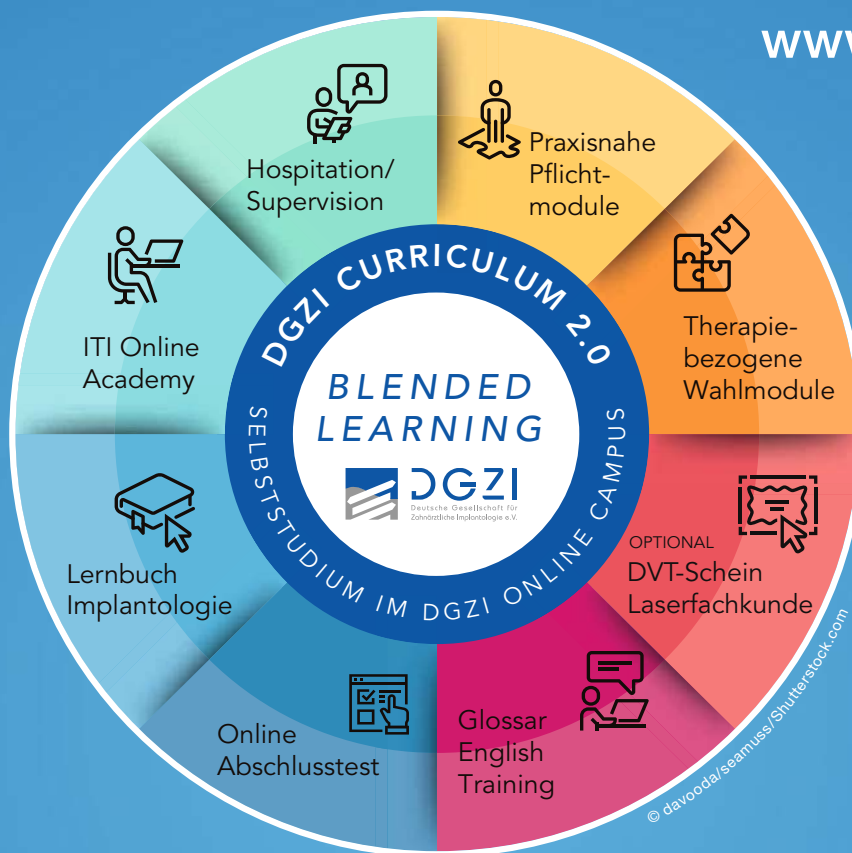 www
Hospitation/
Supervision
Praxisnahe
Pflicht-
module
Therapie-
bezogene
Wahlmodule
OPTIONAL
DVT-Schein
Laserfachkunde
Glossar
English
Training
Online
Abschlusstest
Lernbuch
Implantologie
ITI Online
Academy
DGZI CURRICULUM 2.0
BLENDED
LEARNING
DGZI
Deutsche Gesellschaft für
Zahnärztliche Implantologie e.V.
SELBSTSTUDIUM IM DGZI ONLINE CAMPUS
© davooda/seamuss/Shutterstock.com